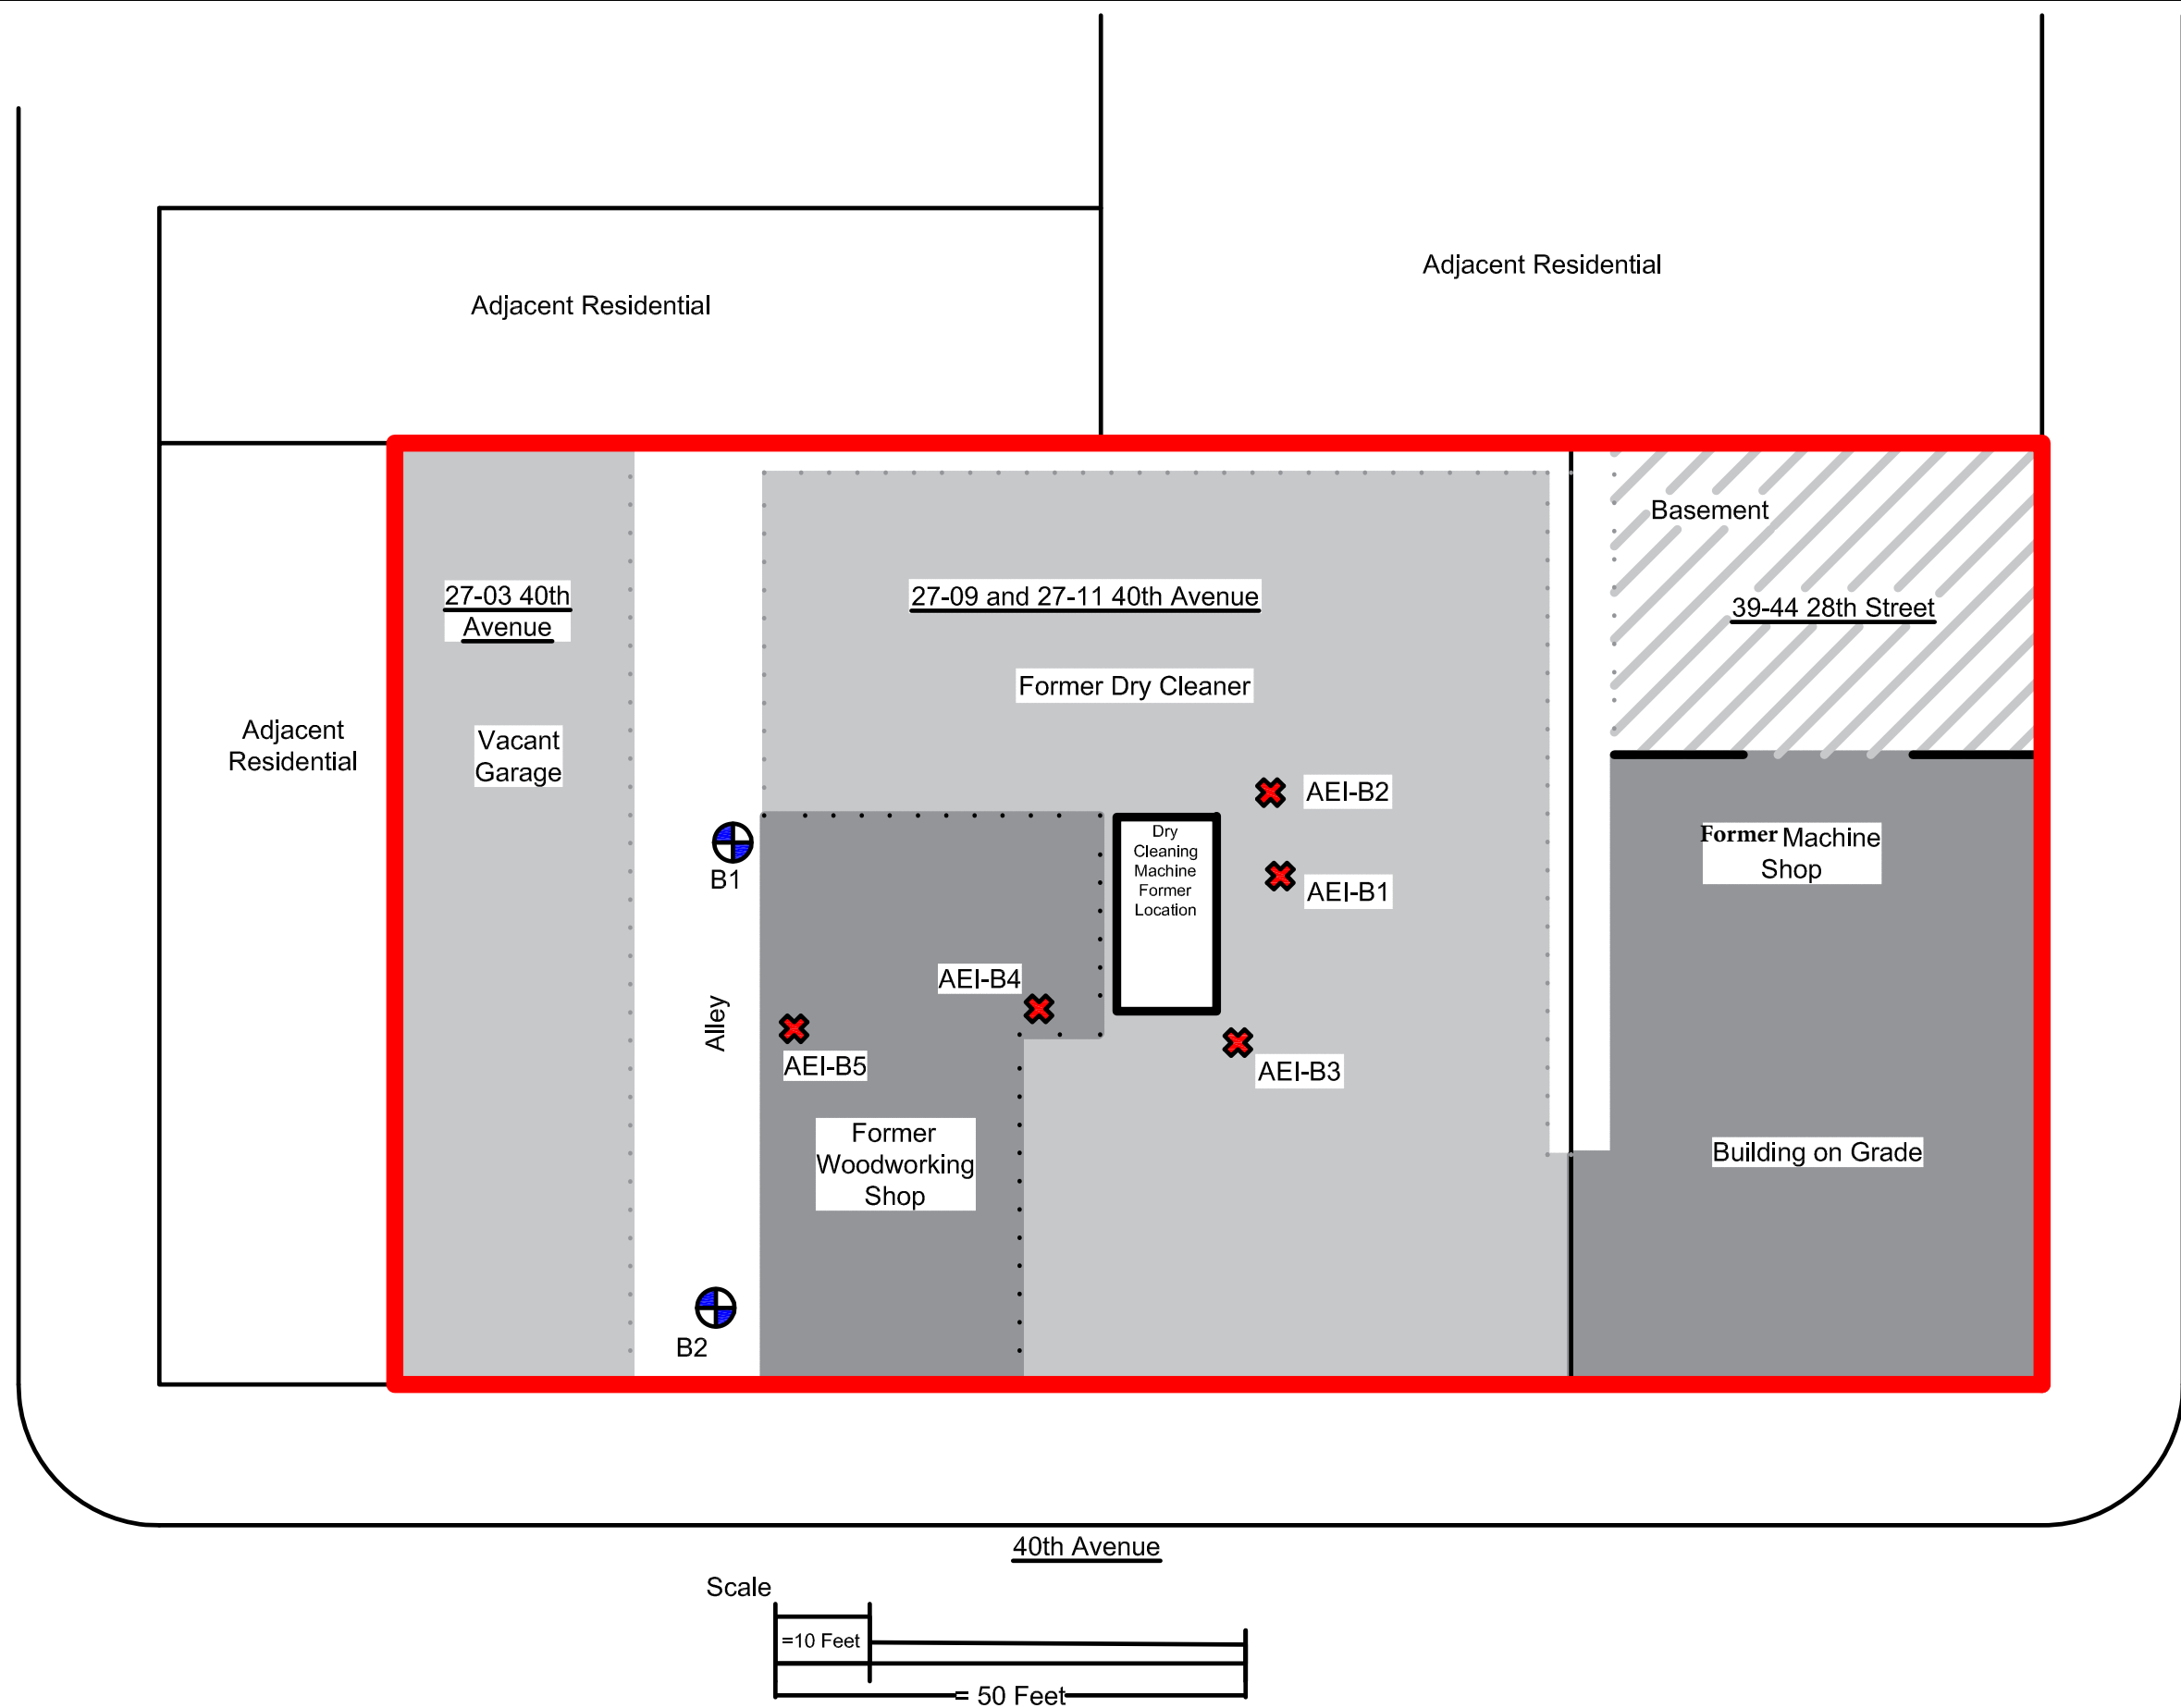 Adjacent Residential
Adjacent Residential
Basement
27-03 40th
Avenue
27-09 and 27-11 40th Avenue
39-44 28th Street
Former Dry Cleaner
Adjacent
Residential
Vacant
Garage
AEI-B2
Dry
Cleaning
Machine
Former
Location
Former Machine
Shop
B1
AEI-B1
AEI-B4
Alley
AEI-B5
AEI-B3
Former
Woodworking
Shop
Building on Grade
B2
40th Avenue
Scale
=10 Feet
= 50 Feet